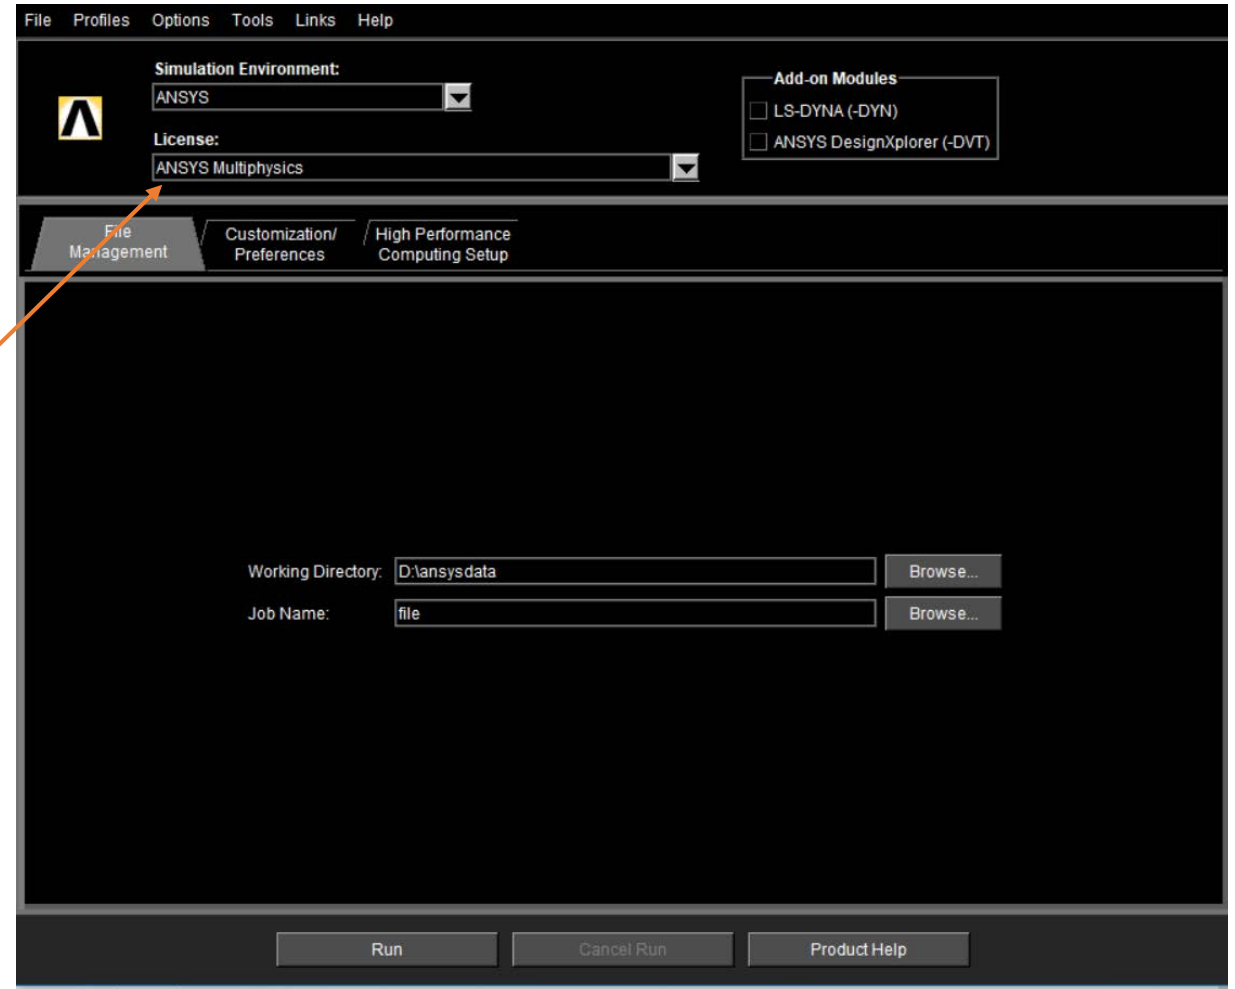 File Profiles Options Tools Links Help
Simulation Environment:
ANSYS
License:
ANSYS Multiphysics
Add-on Modules
LS-DYNA (-DYN)
ANSYS DesignXplorer (-DVT)
File
Management
Customization/
Preferences
High Performance
Computing Setup
Working Directory: D:\ansysdata Browse...
Job Name: file Browse...
Run Cancel Run Product Help